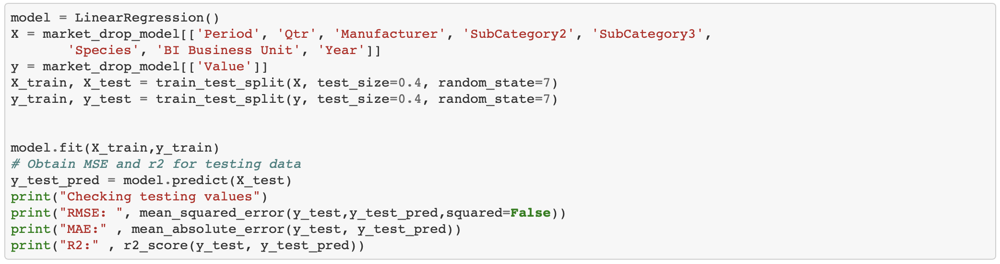 model = LinearRegression()
X = market_drop_model[['Period', 'Qtr', 'Manufacturer', 'SubCategory2', 'SubCategory3',
       'Species', 'BI Business Unit', 'Year']]
y = market_drop_model[['Value']]
X_train, X_test = train_test_split(X, test_size=0.4, random_state=7)
y_train, y_test = train_test_split(y, test_size=0.4, random_state=7)
model.fit(X_train,y_train)
# Obtain MSE and r2 for testing data
y_test_pred = model.predict(X_test)
print("Checking testing values")
print("RMSE: ", mean_squared_error(y_test,y_test_pred,squared=False))
print("MAE:" , mean_absolute_error(y_test, y_test_pred))
print("R2:" , r2_score(y_test, y_test_pred))